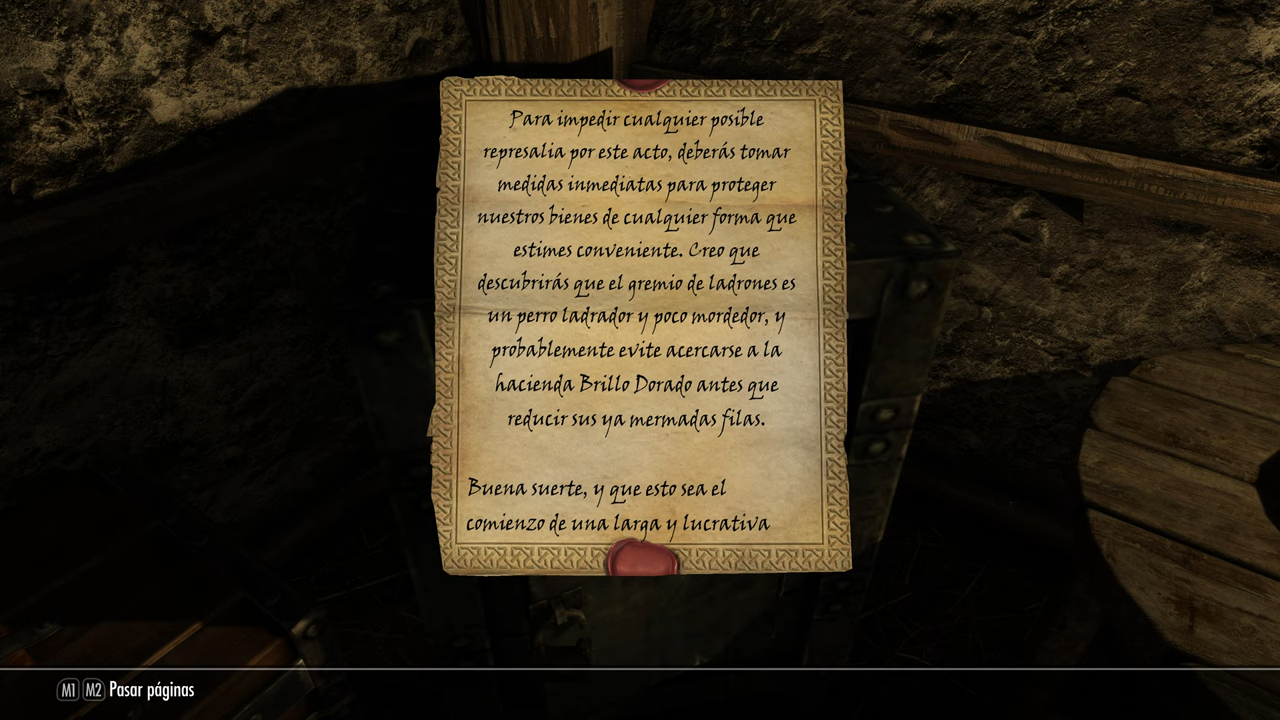 Para impedir cualquier posible
represalia por este acto, deberás tomar
medidas inmediatas para proteger
nuestros bienes de cualquier forma que
estimes conveniente. Creo que
descubrirás que el gremio de ladrones es
un perro ladrador y poco mordedor, y
probablemente evite acercarse a la
hacienda Brillo Dorado antes que
reducir sus ya mermadas filas.
Buena suerte, y que esto sea el
comienzo de una larga y lucrativa
M1 M2 Pasar páginas